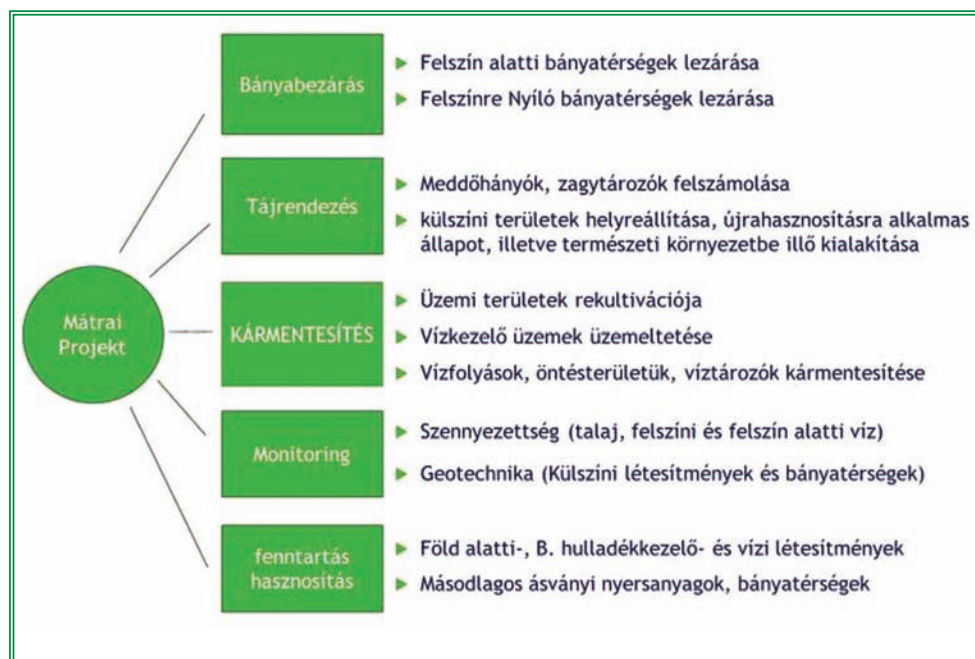 Mátrai
Projekt
Bányabezárás
Felszín alatti bányatérségek lezárása
Felszínre Nyíló bányatérségek lezárása
Tájrendezés
Meddőhányók, zagytározók felszámolása
külszíni területek helyreállítása, újrahasznosításra alkalmas
állapot, illetve természeti környezetbe illő kialakítása
KÁRMENTESÍTÉS
Üzemi területek rekultivációja
Vízkezelő üzemek üzemeltetése
Vízfolyások, öntésterületük, víztározók kármentesítése
Monitoring
Szennyezettség (talaj, felszíni és felszín alatti víz)
Geotechnika (Külszíni létesítmények és bányatérségek)
fenntartás
hasznosítás
Föld alatti-, B. hulladékkezelő- és vízi létesítmények
Másodlagos ásványi nyersanyagok, bányatérségek